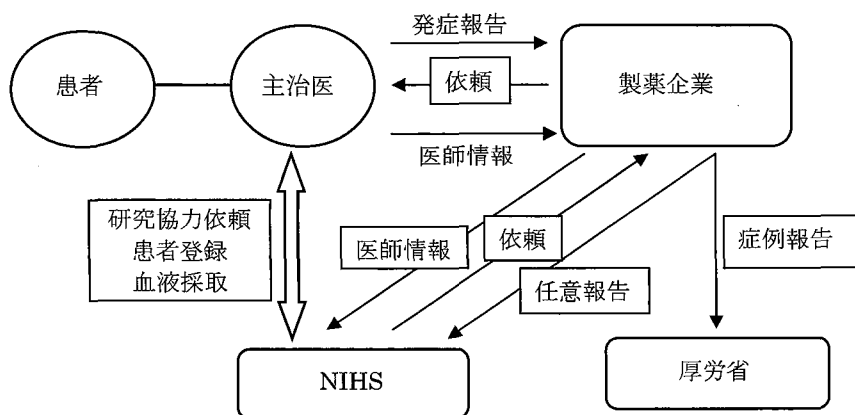 発症報告
患者
主治医
依頼
製薬企業
医師情報
研究協力依頼
患者登録
血液採取
医師情報
依頼
任意報告
症例報告
NIHS
厚労省